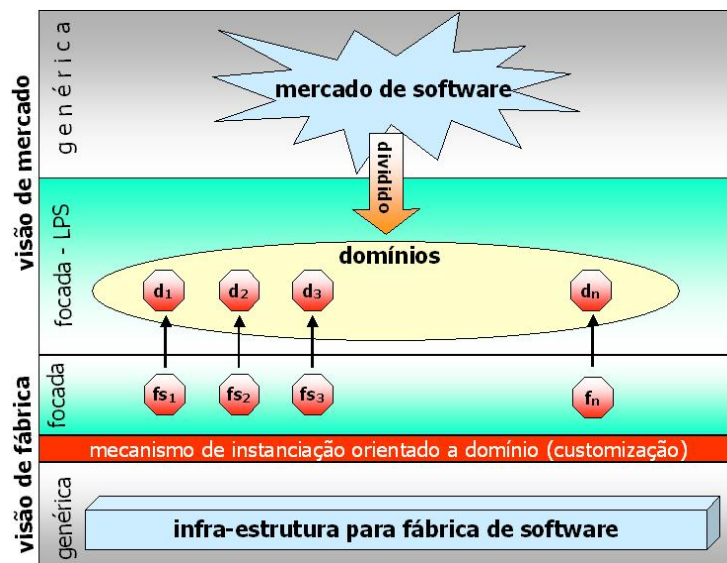 visão de mercado
genérica
mercado de software
dividido
focada - LPS
domínios
d1 d2 d3 dn
visão de fábrica
focada
fs1 fs2 fs3 fn
mecanismo de instanciação orientado a domínio (customização)
genérica
infra-estrutura para fábrica de software